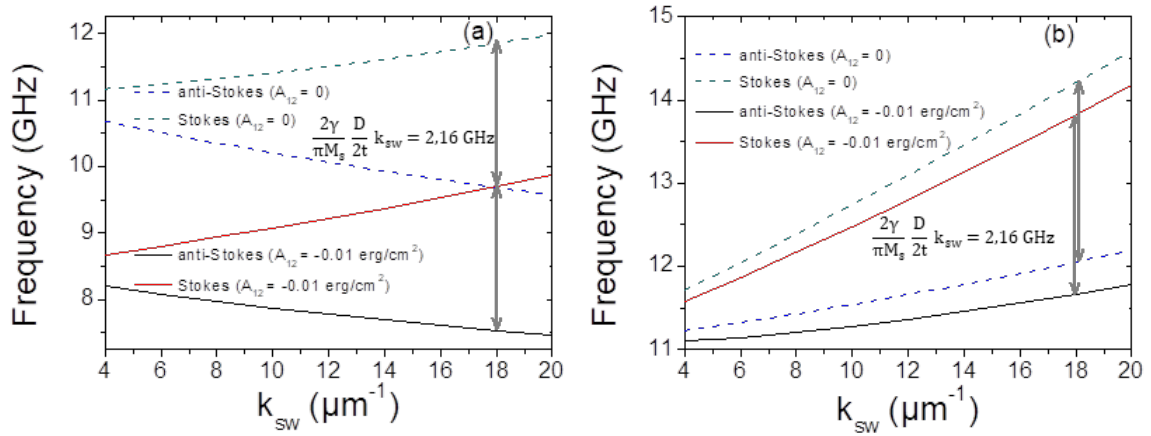 (a)
12
11
10
9
8
Frequency (GHz)
anti-Stokes (A₁₂ = 0)
Stokes (A₁₂ = 0)
2γ/πMₛ D/2t k_sw = 2,16 GHz
anti-Stokes (A₁₂ = -0.01 erg/cm²)
Stokes (A₁₂ = -0.01 erg/cm²)
4 6 8 10 12 14 16 18 20
k_sw (μm⁻¹)
(b)
15
14
13
12
11
Frequency (GHz)
anti-Stokes (A₁₂ = 0)
Stokes (A₁₂ = 0)
anti-Stokes (A₁₂ = -0.01 erg/cm²)
Stokes (A₁₂ = -0.01 erg/cm²)
2γ/πMₛ D/2t k_sw = 2,16 GHz
4 6 8 10 12 14 16 18 20
k_sw (μm⁻¹)